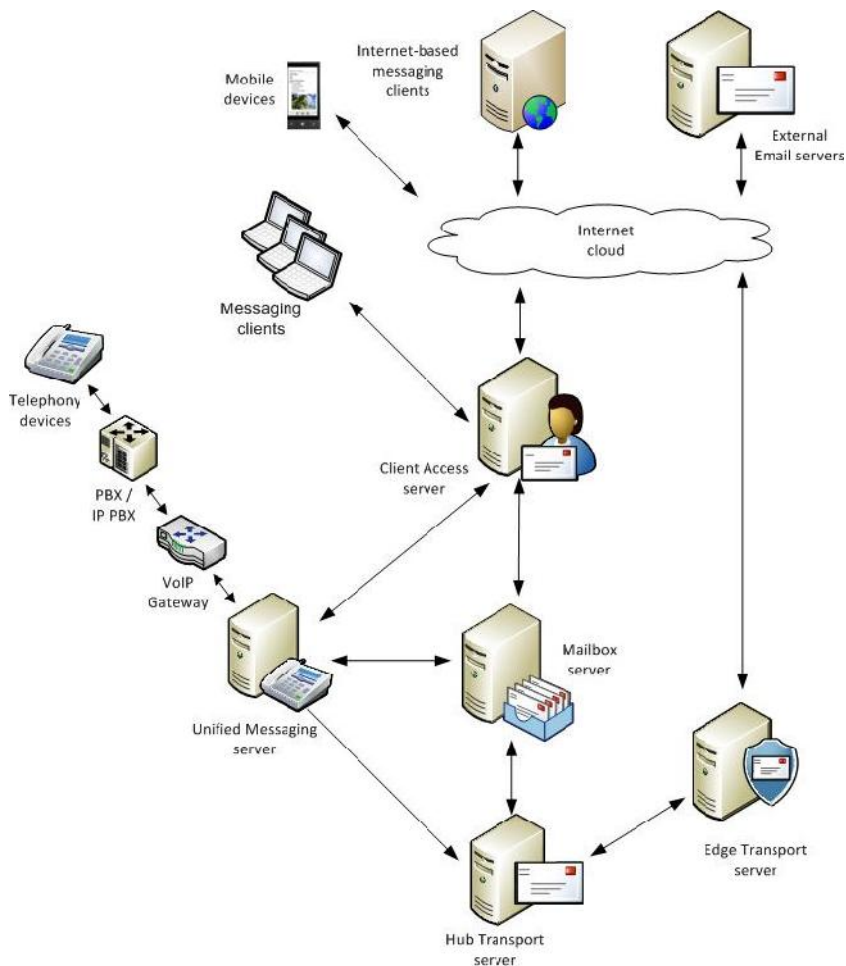 Internet-based
messaging
clients
Mobile
devices
External
Email servers
Internet
cloud
Messaging
clients
Telephony
devices
Client Access
server
PBX /
IP PBX
VoIP
Gateway
Mailbox
server
Unified Messaging
server
Edge Transport
server
Hub Transport
server